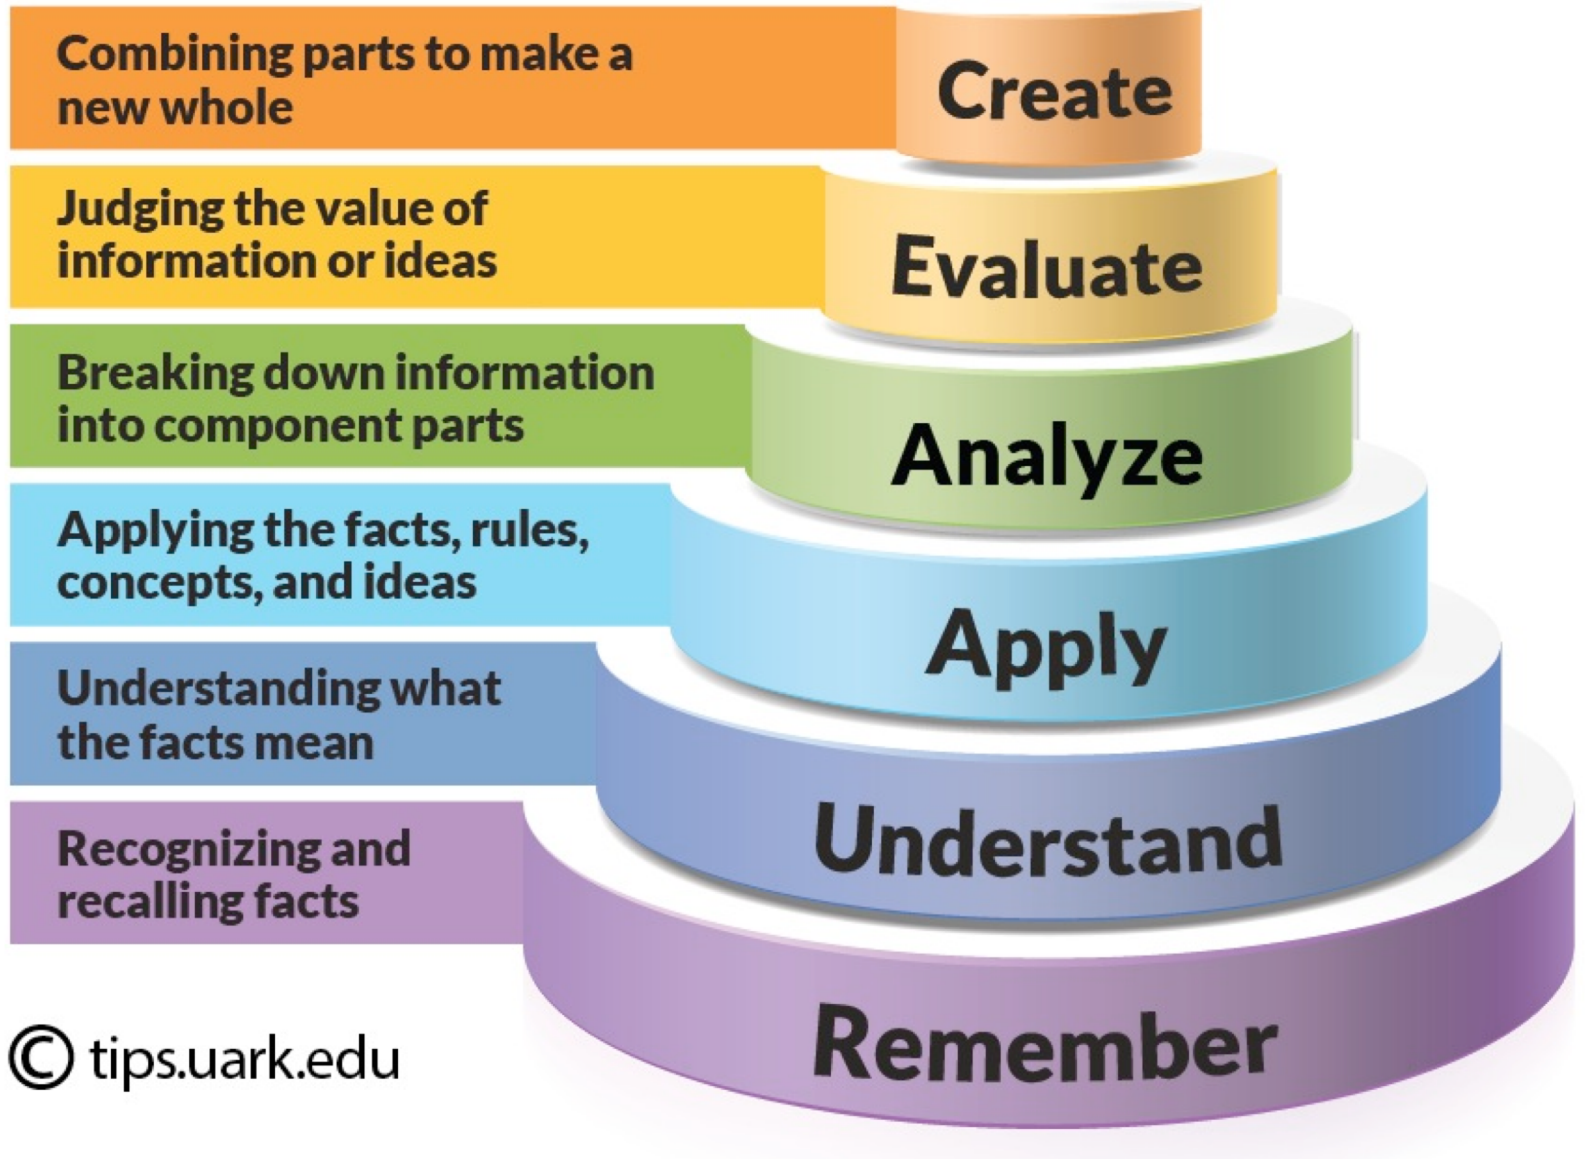 Combining parts to make a
new whole
Create
Judging the value of
information or ideas
Evaluate
Breaking down information
into component parts
Analyze
Applying the facts, rules,
concepts, and ideas
Apply
Understanding what
the facts mean
Understand
Recognizing and
recalling facts
Remember
© tips.uark.edu